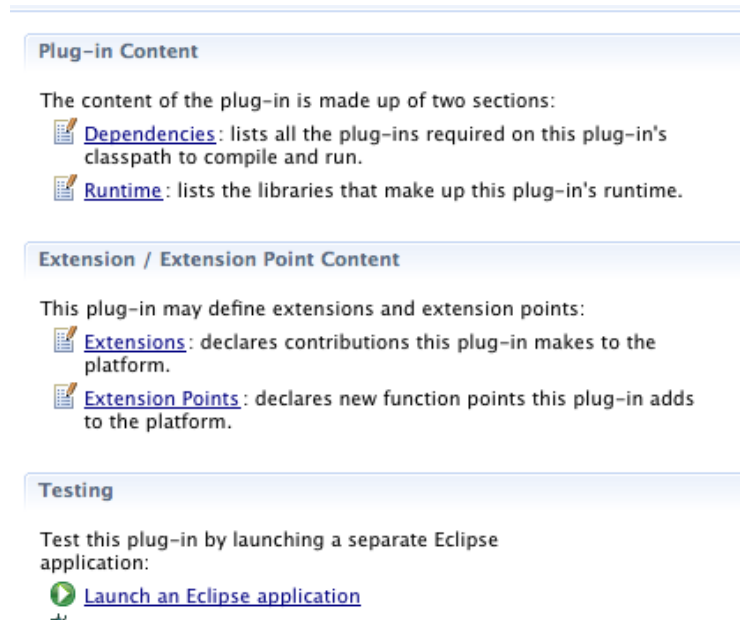 Plug-in Content
The content of the plug-in is made up of two sections:
Dependencies: lists all the plug-ins required on this plug-in's
classpath to compile and run.
Runtime: lists the libraries that make up this plug-in's runtime.
Extension / Extension Point Content
This plug-in may define extensions and extension points:
Extensions: declares contributions this plug-in makes to the
platform.
Extension Points: declares new function points this plug-in adds
to the platform.
Testing
Test this plug-in by launching a separate Eclipse
application:
Launch an Eclipse application